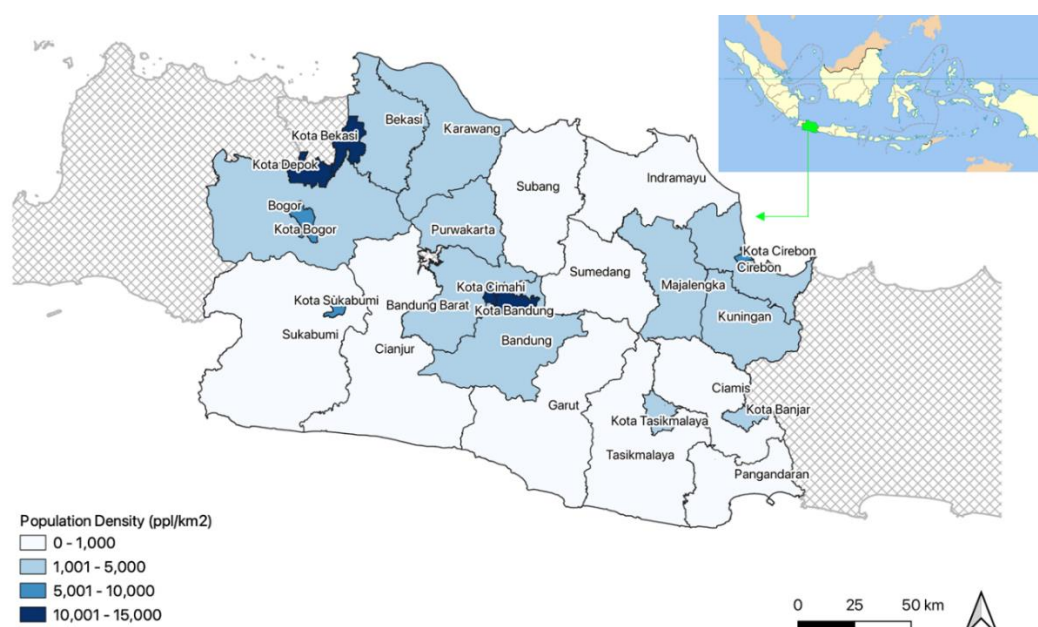 Kota Bekasi
Bekasi
Karawang
Kota Depok
Subang
Indramayu
Bogor
Kota Bogor
Purwakarta
Kota Cirebon
Cirebon
Sumedang
Majalengka
Kota Cimahi
Kota Sukabumi
Bandung Barat
Kota Bandung
Kuningan
Sukabumi
Cianjur
Bandung
Ciamis
Garut
Kota Banjar
Kota Tasikmalaya
Tasikmalaya
Pangandaran
Population Density (ppl/km2)
0 - 1,000
1,001 - 5,000
5,001 - 10,000
10,001 - 15,000
0 25 50 km